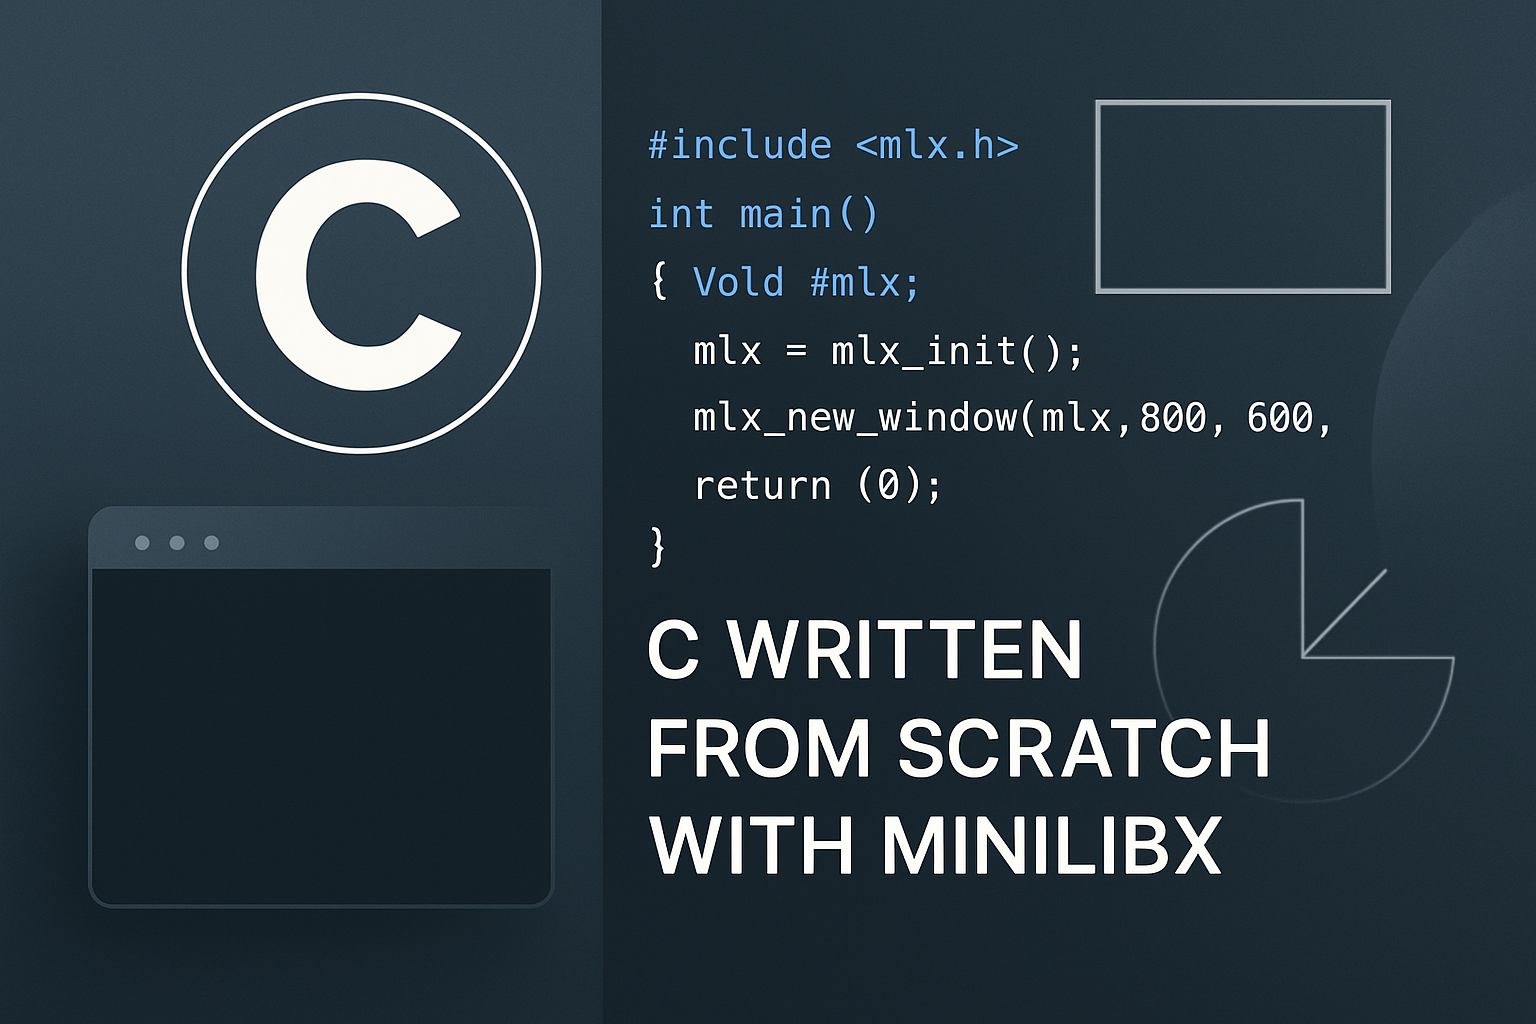 C
#include <mlx.h>
int main()
{ Vold #mlx;
mlx = mlx_init();
mlx_new_window(mlx,800, 600,
return (0);
}
C WRITTEN
FROM SCRATCH
WITH MINILIBX